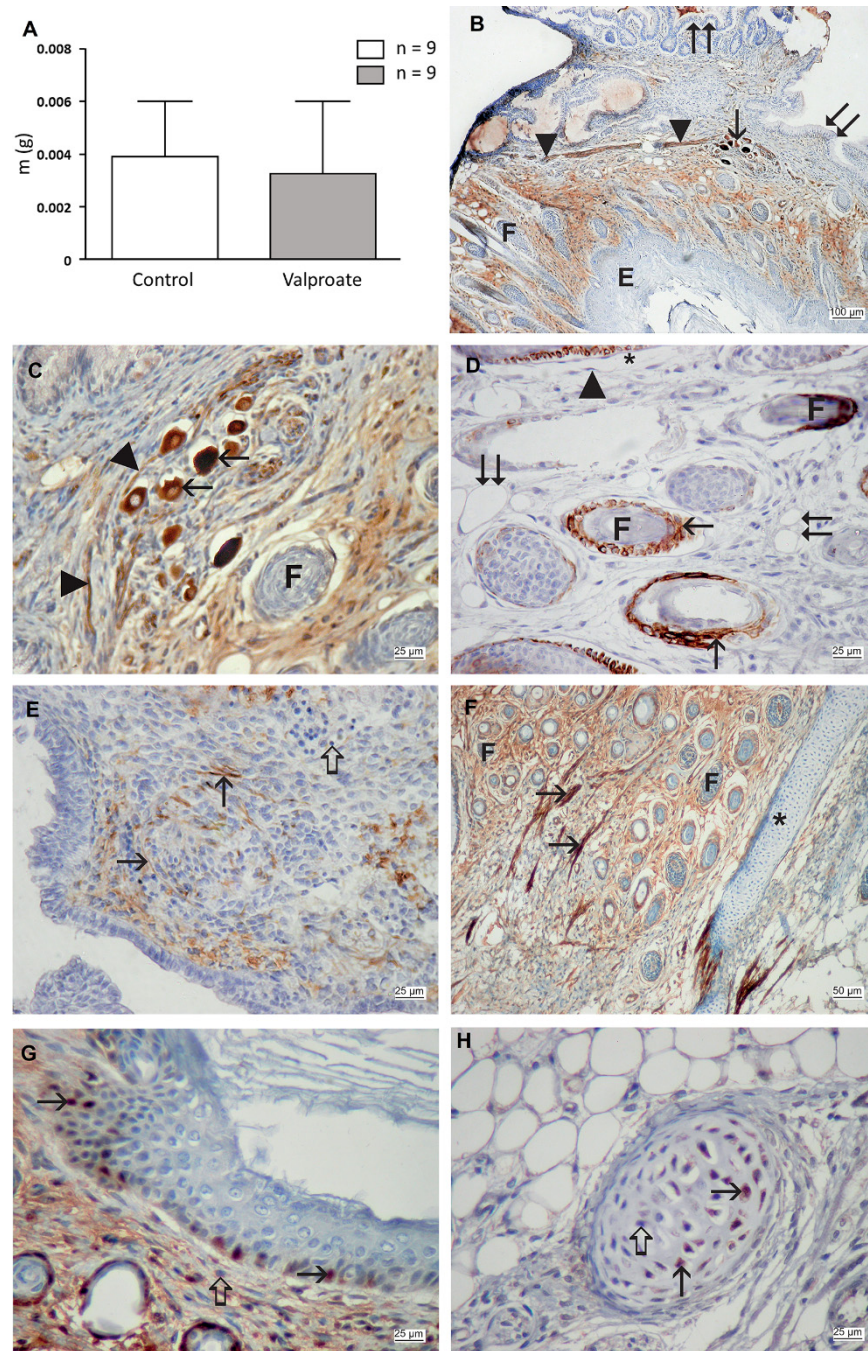 A
n = 9
n = 9
0.008
0.006
0.004
0.002
0
m (g)
Control
Valproate
B
F
E
100 µm
C
F
25 µm
D
*
F
F
25 µm
E
25 µm
F
F
F
*
50 µm
G
25 µm
H
25 µm